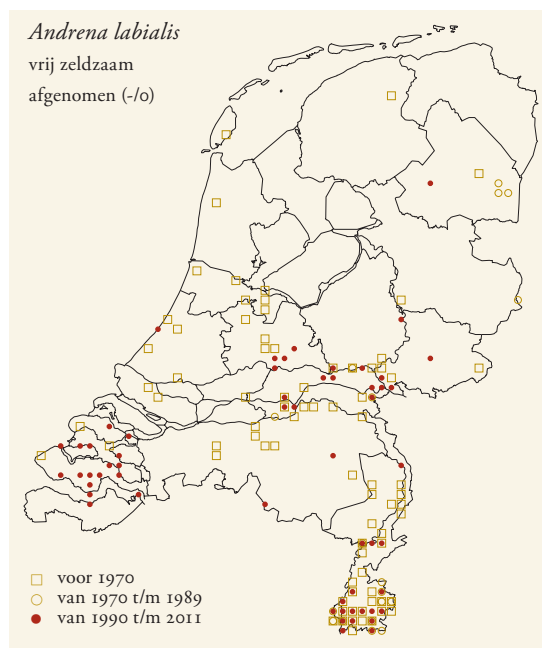 Andrena labialis
vrij zeldzaam
afgenomen (-/0)
voor 1970
van 1970 t/m 1989
van 1990 t/m 2011